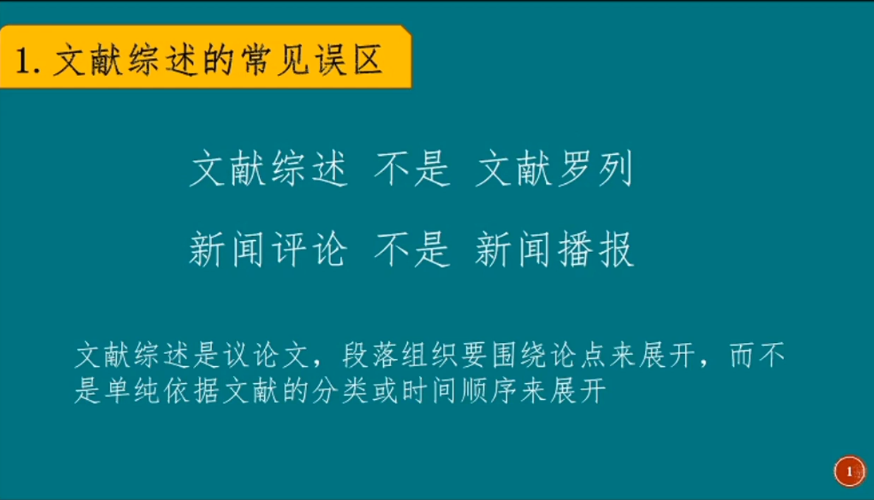 1. 文献综述的常见误区
文献综述 不是 文献罗列
新闻评论 不是 新闻播报
文献综述是议论文，段落组织要围绕论点来展开，而不
是单纯依据文献的分类或时间顺序来展开
1